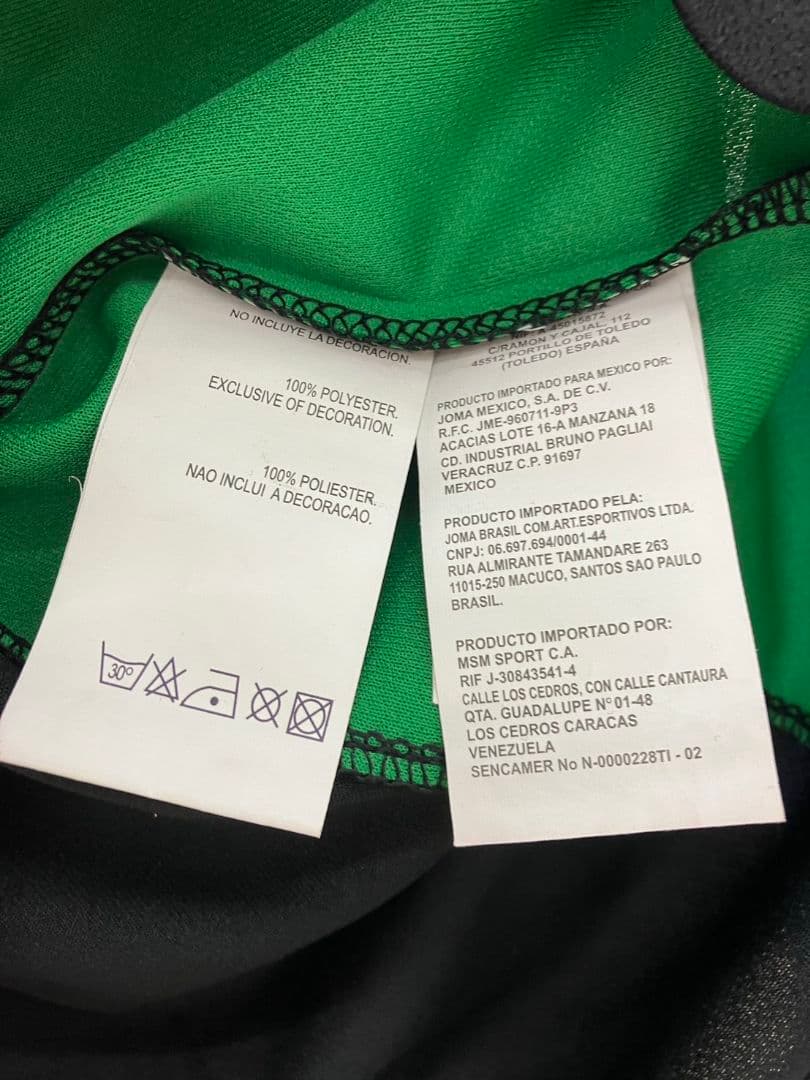 NO INCLUYE LA DECORACION.
100% POLYESTER.
EXCLUSIVE OF DECORATION.
100% POLIESTER.
NAO INCLUI A DECORACAO.
30°
A-45015872
C/RAMON Y CAJAL, 112
45512 PORTILLO DE TOLEDO
(TOLEDO) ESPAÑA
PRODUCTO IMPORTADO PARA MEXICO POR:
JOMA MEXICO, S.A. DE C.V.
R.F.C. JME-960711-9P3
ACACIAS LOTE 16-A MANZANA 18
CD. INDUSTRIAL BRUNO PAGLIAI
VERACRUZ C.P. 91697
MEXICO
PRODUCTO IMPORTADO PELA:
JOMA BRASIL COM.ART.ESPORTIVOS LTDA.
CNPJ: 06.697.694/0001-44
RUA ALMIRANTE TAMANDARE 263
11015-250 MACUCO, SANTOS SAO PAULO
BRASIL.
PRODUCTO IMPORTADO POR:
MSM SPORT C.A.
RIF J-30843541-4
CALLE LOS CEDROS, CON CALLE CANTAURA
QTA. GUADALUPE Nº 01-48
LOS CEDROS CARACAS
VENEZUELA
SENCAMER No N-0000228TI - 02